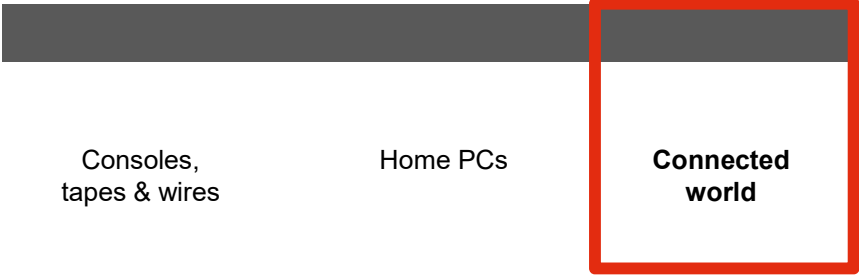 Consoles,
tapes & wires
Home PCs
Connected
world